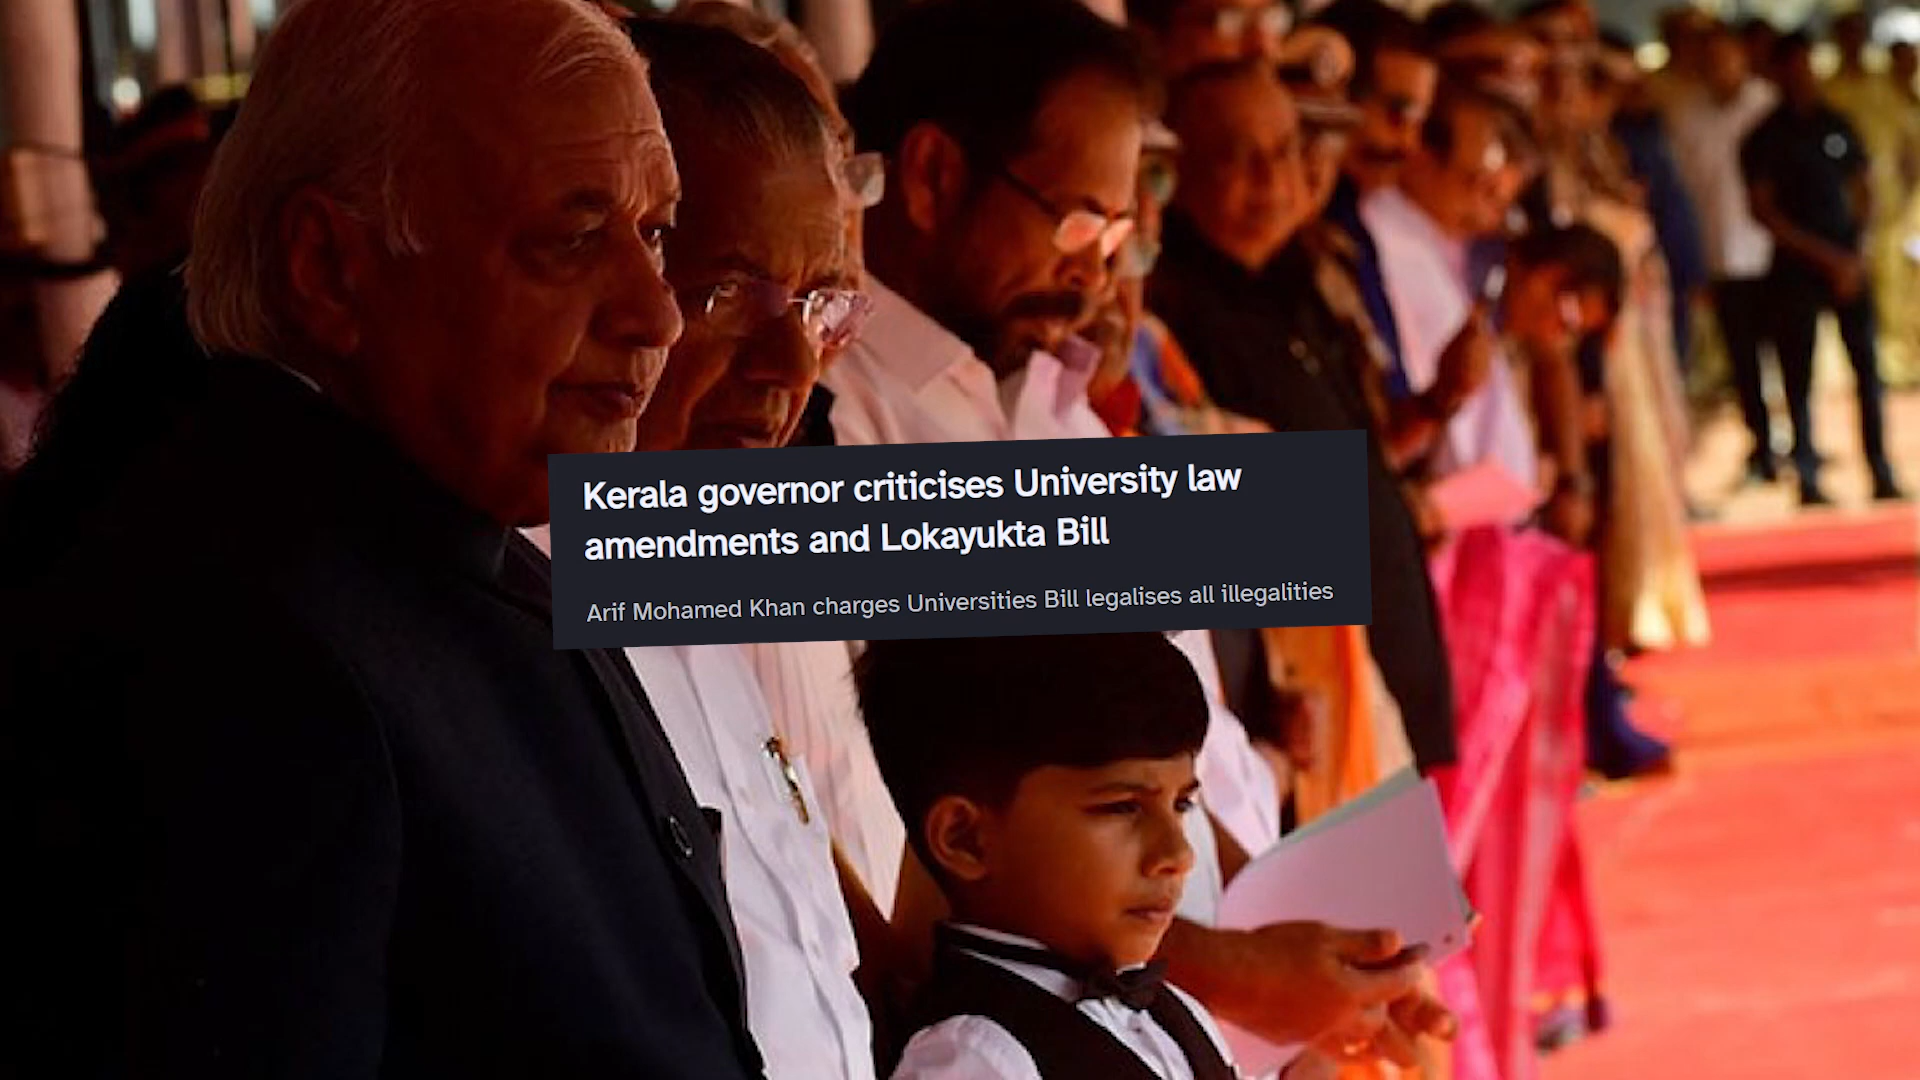 Kerala governor criticises University law
amendments and Lokayukta Bill
Arif Mohamed Khan charges Universities Bill legalises all illegalities